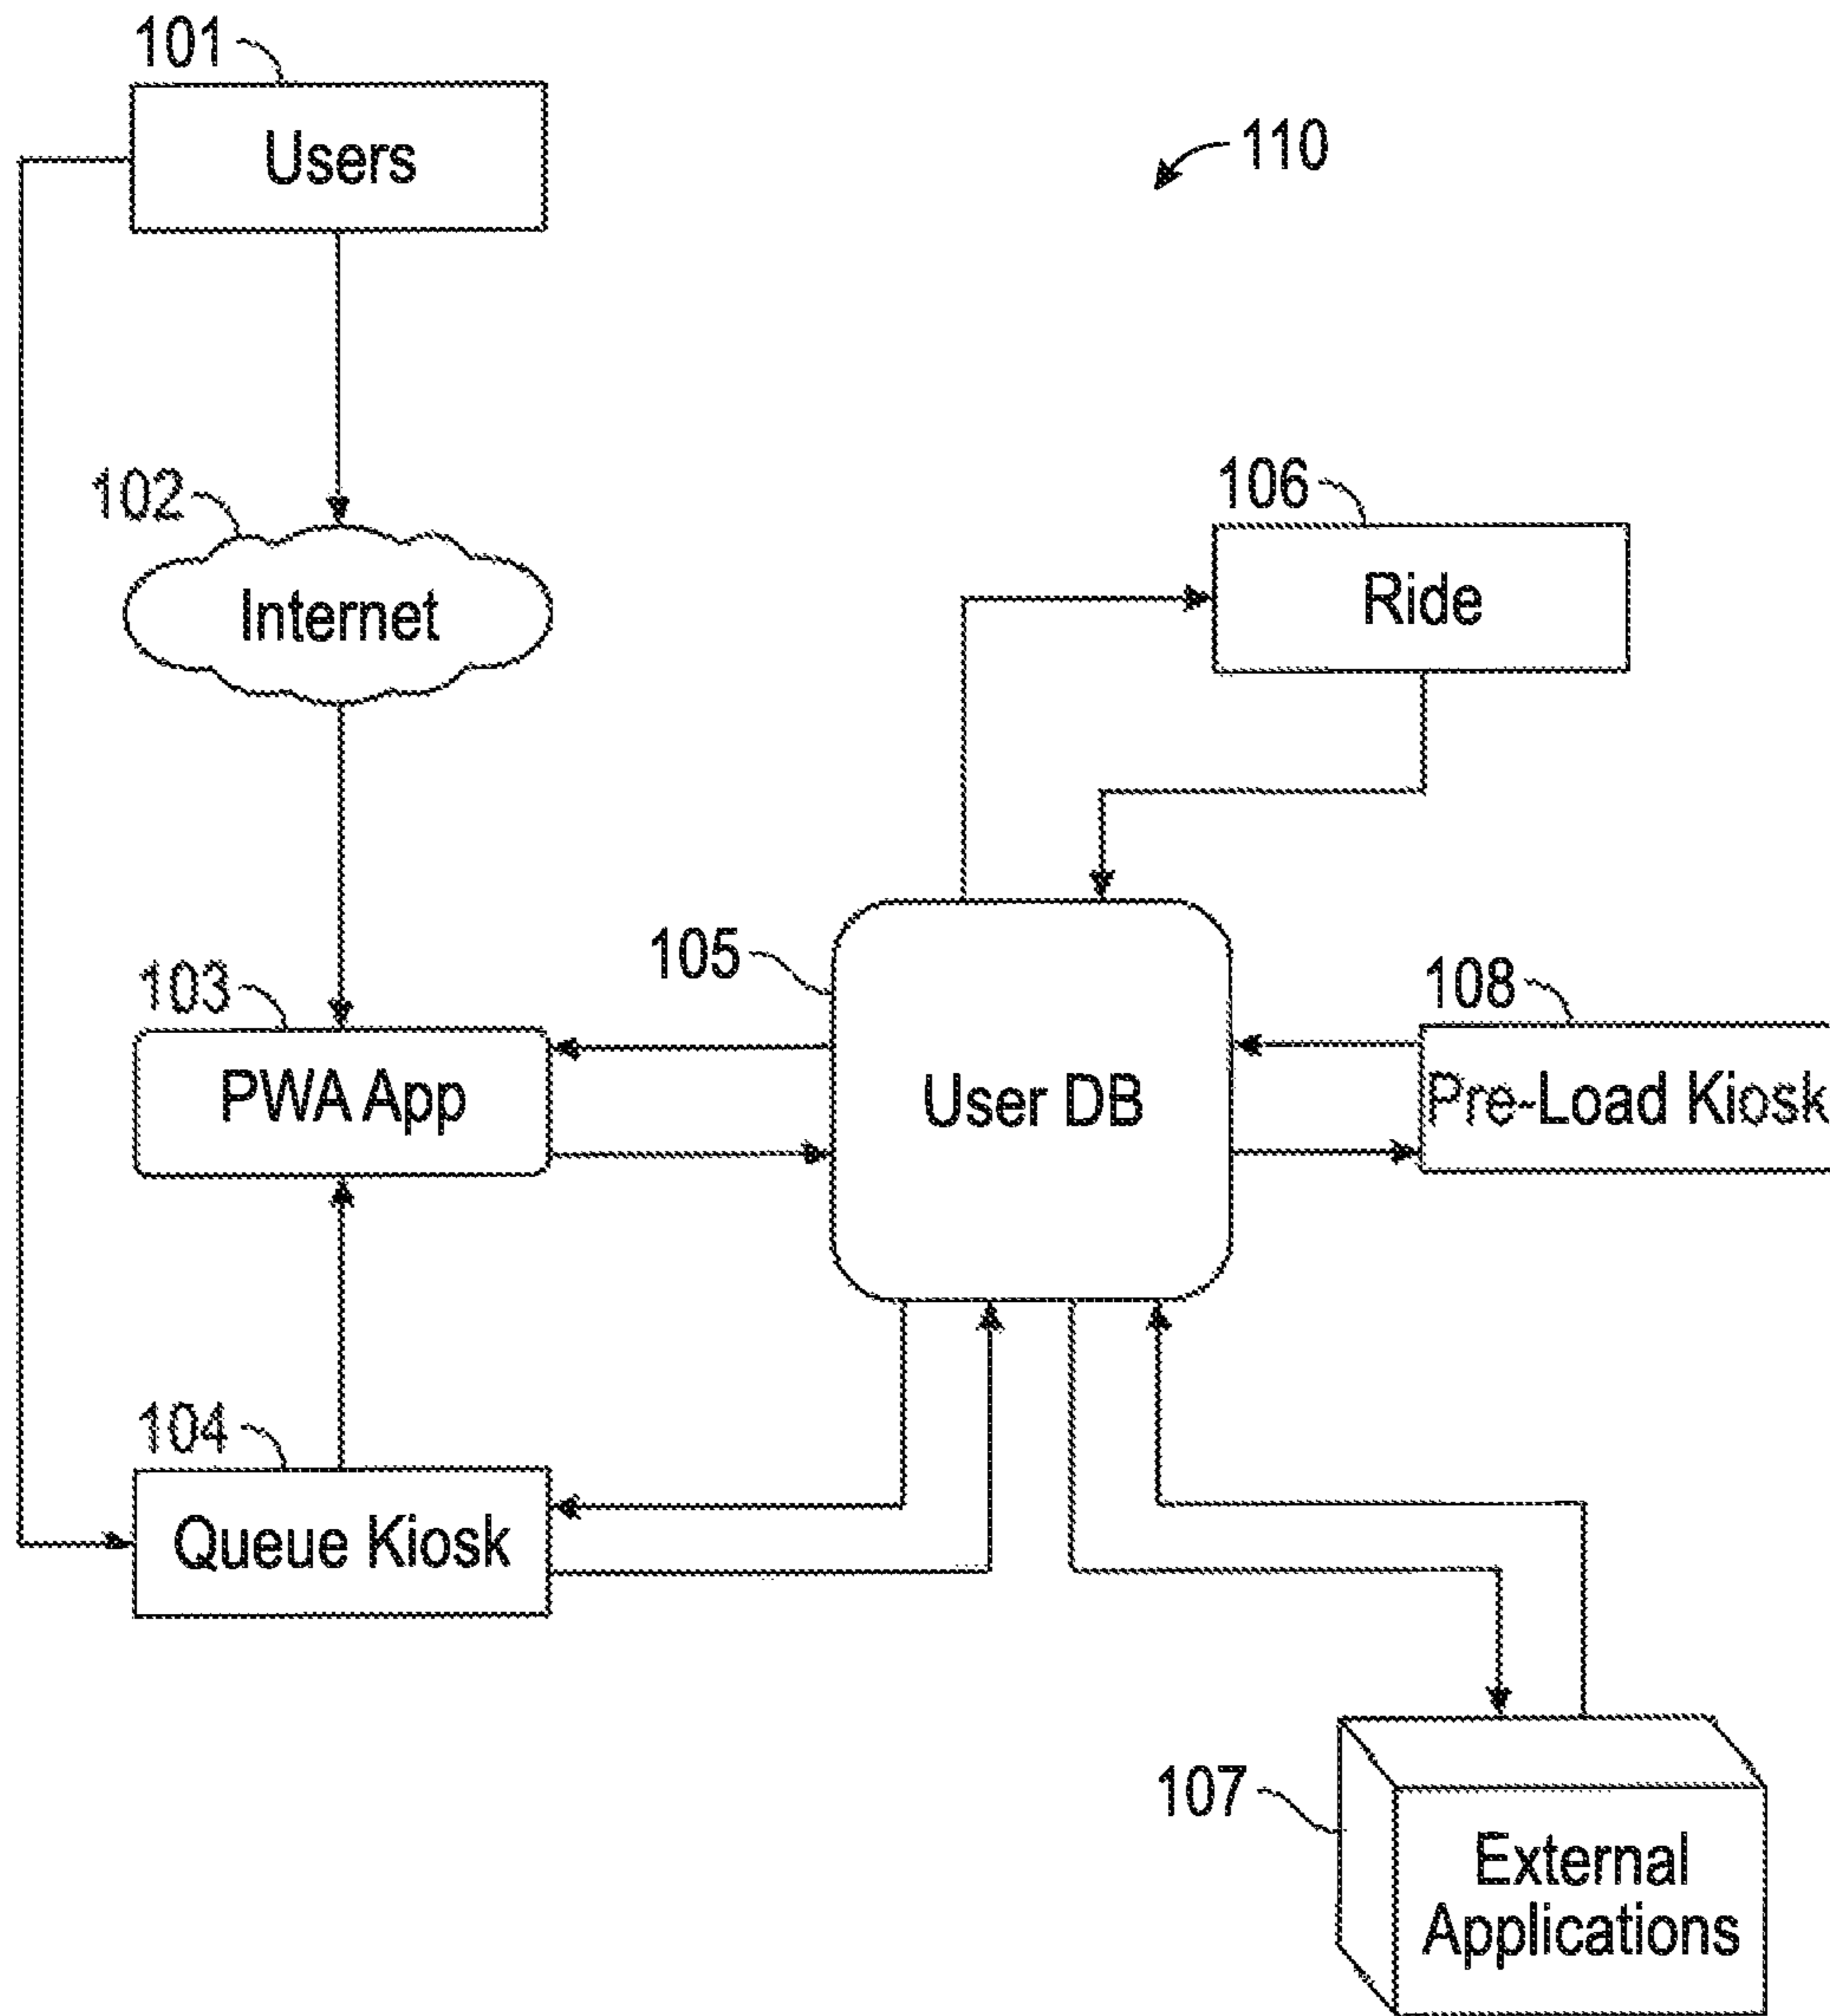 101
Users
110
102
Internet
106
Ride
103
PWA App
105
User DB
108
Pre-Load Kiosk
104
Queue Kiosk
107
External
Applications